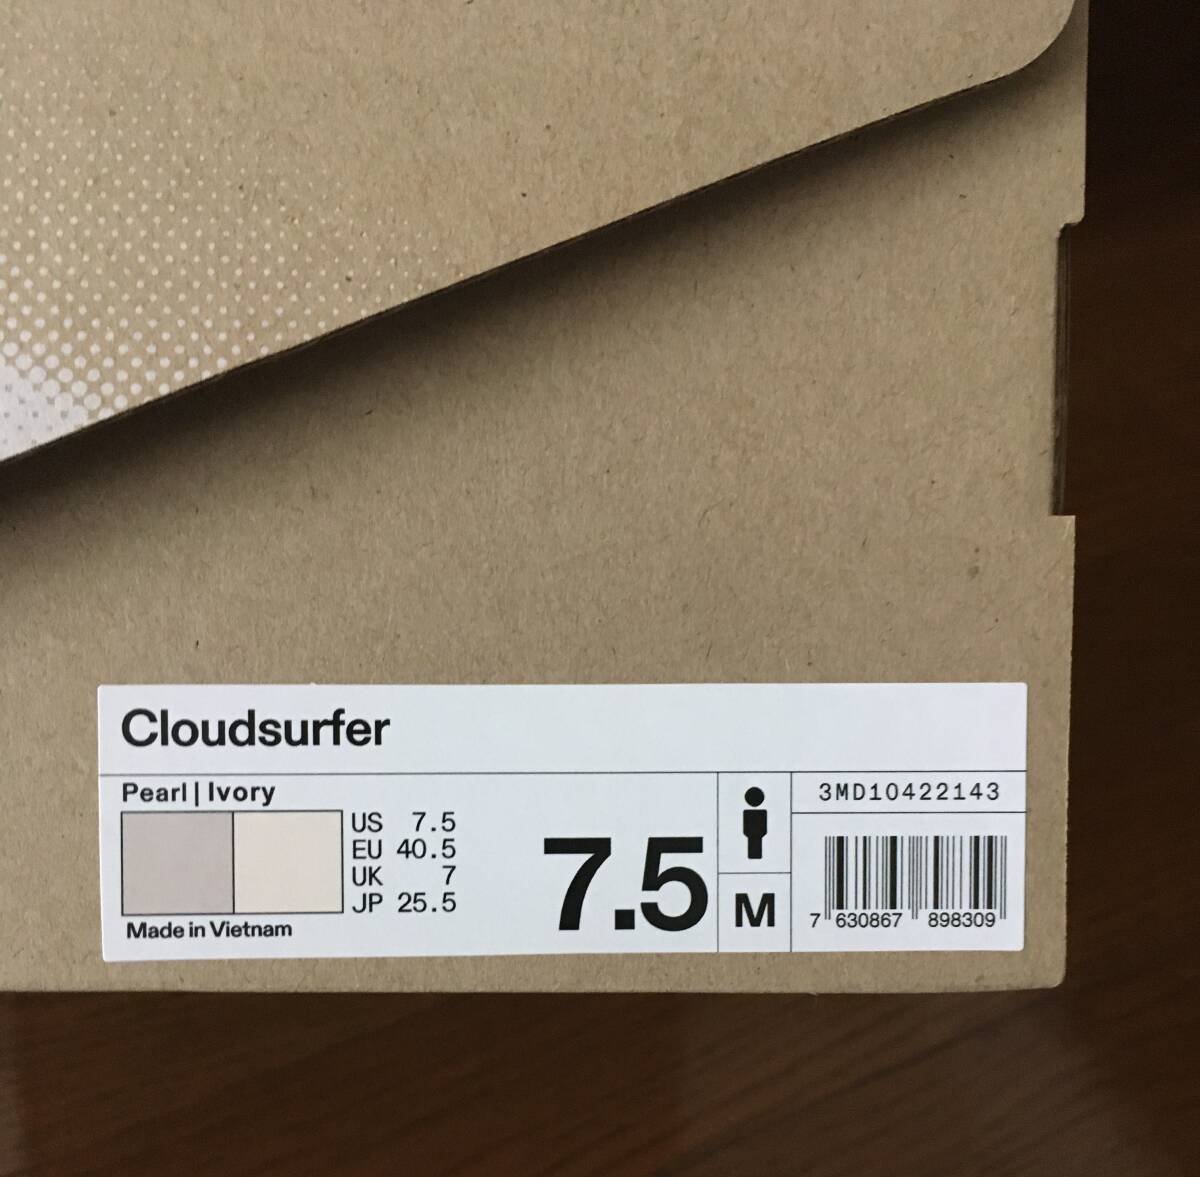 Cloudsurfer
Pearl | Ivory
US 7.5
EU 40.5
UK 7
JP 25.5
Made in Vietnam
7.5
M
3MD10422143
7 630867 898309